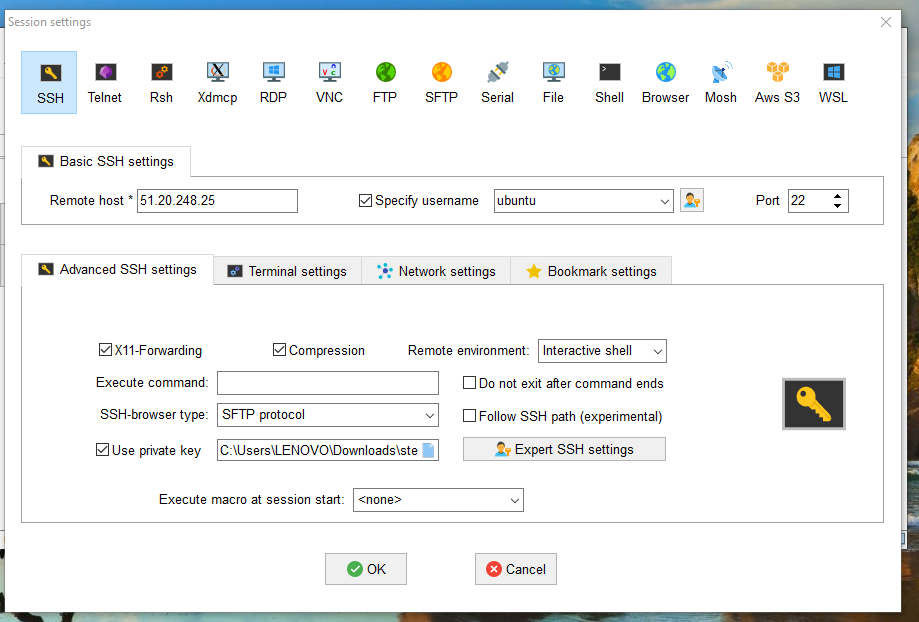 Session settings
SSH Telnet Rsh Xdmcp RDP VNC FTP SFTP Serial File Shell Browser Mosh Aws S3 WSL
Basic SSH settings
Remote host * 51.20.248.25 Specify username ubuntu Port 22
Advanced SSH settings Terminal settings Network settings Bookmark settings
X11-Forwarding Compression Remote environment: Interactive shell
Execute command: Do not exit after command ends
SSH-browser type: SFTP protocol Follow SSH path (experimental)
Use private key C:\Users\LENOVO\Downloads\ste Expert SSH settings
Execute macro at session start: <none>
OK Cancel